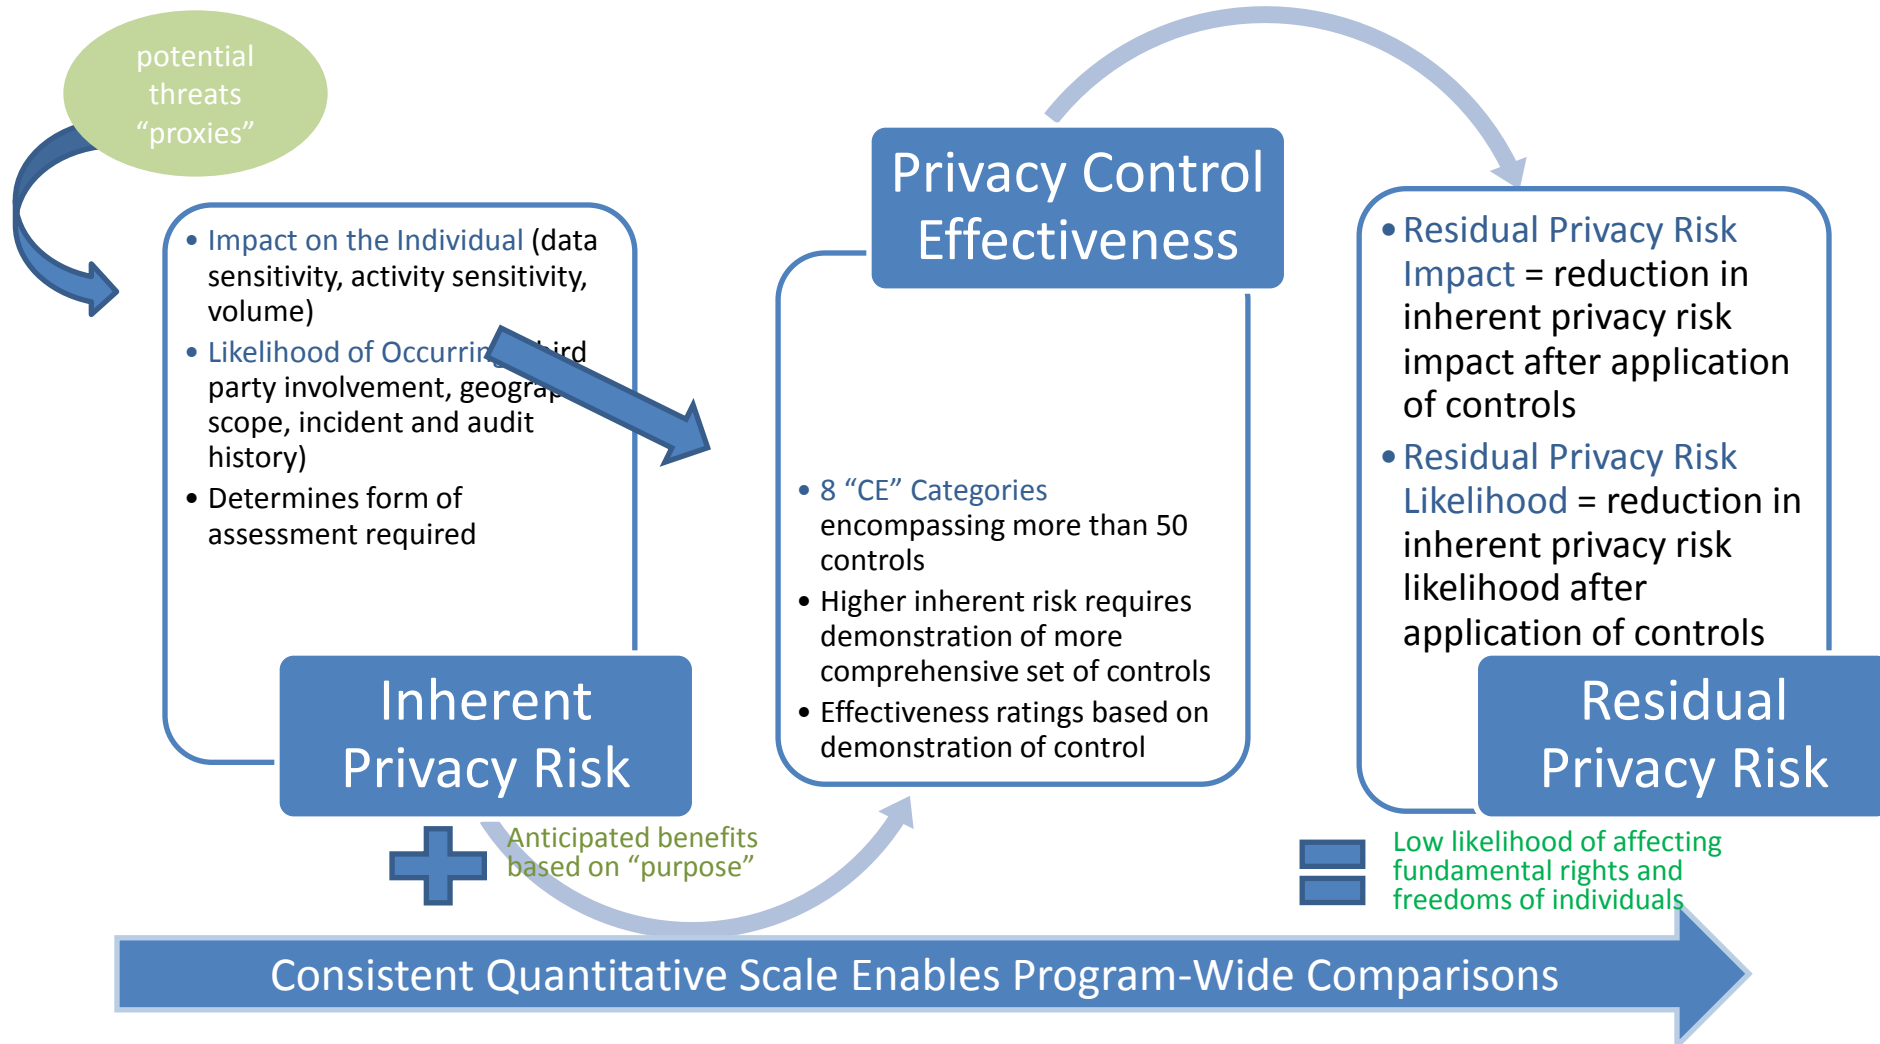 potential
threats
“proxies”
• Impact on the Individual (data
sensitivity, activity sensitivity,
volume)
• Likelihood of Occurring
party involvement, geograp
scope, incident and audit
history)
• Determines form of
assessment required
Inherent
Privacy Risk
Anticipated benefits
based on “purpose”
Privacy Control
Effectiveness
• 8 “CE” Categories
encompassing more than 50
controls
• Higher inherent risk requires
demonstration of more
comprehensive set of controls
• Effectiveness ratings based on
demonstration of control
• Residual Privacy Risk
Impact = reduction in
inherent privacy risk
impact after application
of controls
• Residual Privacy Risk
Likelihood = reduction in
inherent privacy risk
likelihood after
application of controls
Residual
Privacy Risk
Low likelihood of affecting
fundamental rights and
freedoms of individuals
Consistent Quantitative Scale Enables Program-Wide Comparisons